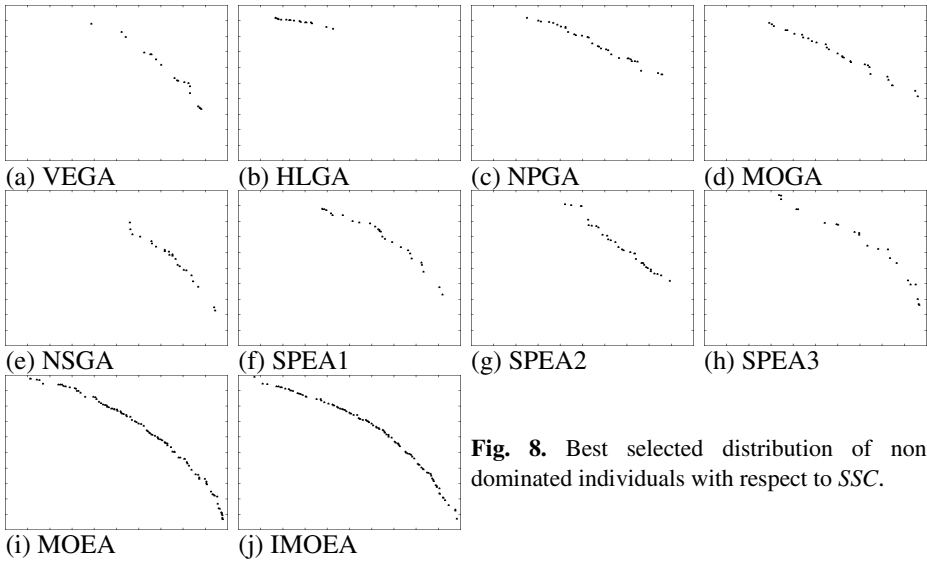 (a) VEGA
(b) HLGA
(c) NPGA
(d) MOGA
(e) NSGA
(f) SPEA1
(g) SPEA2
(h) SPEA3
(i) MOEA
(j) IMOEA
Fig. 8. Best selected distribution of non
dominated individuals with respect to SSC.